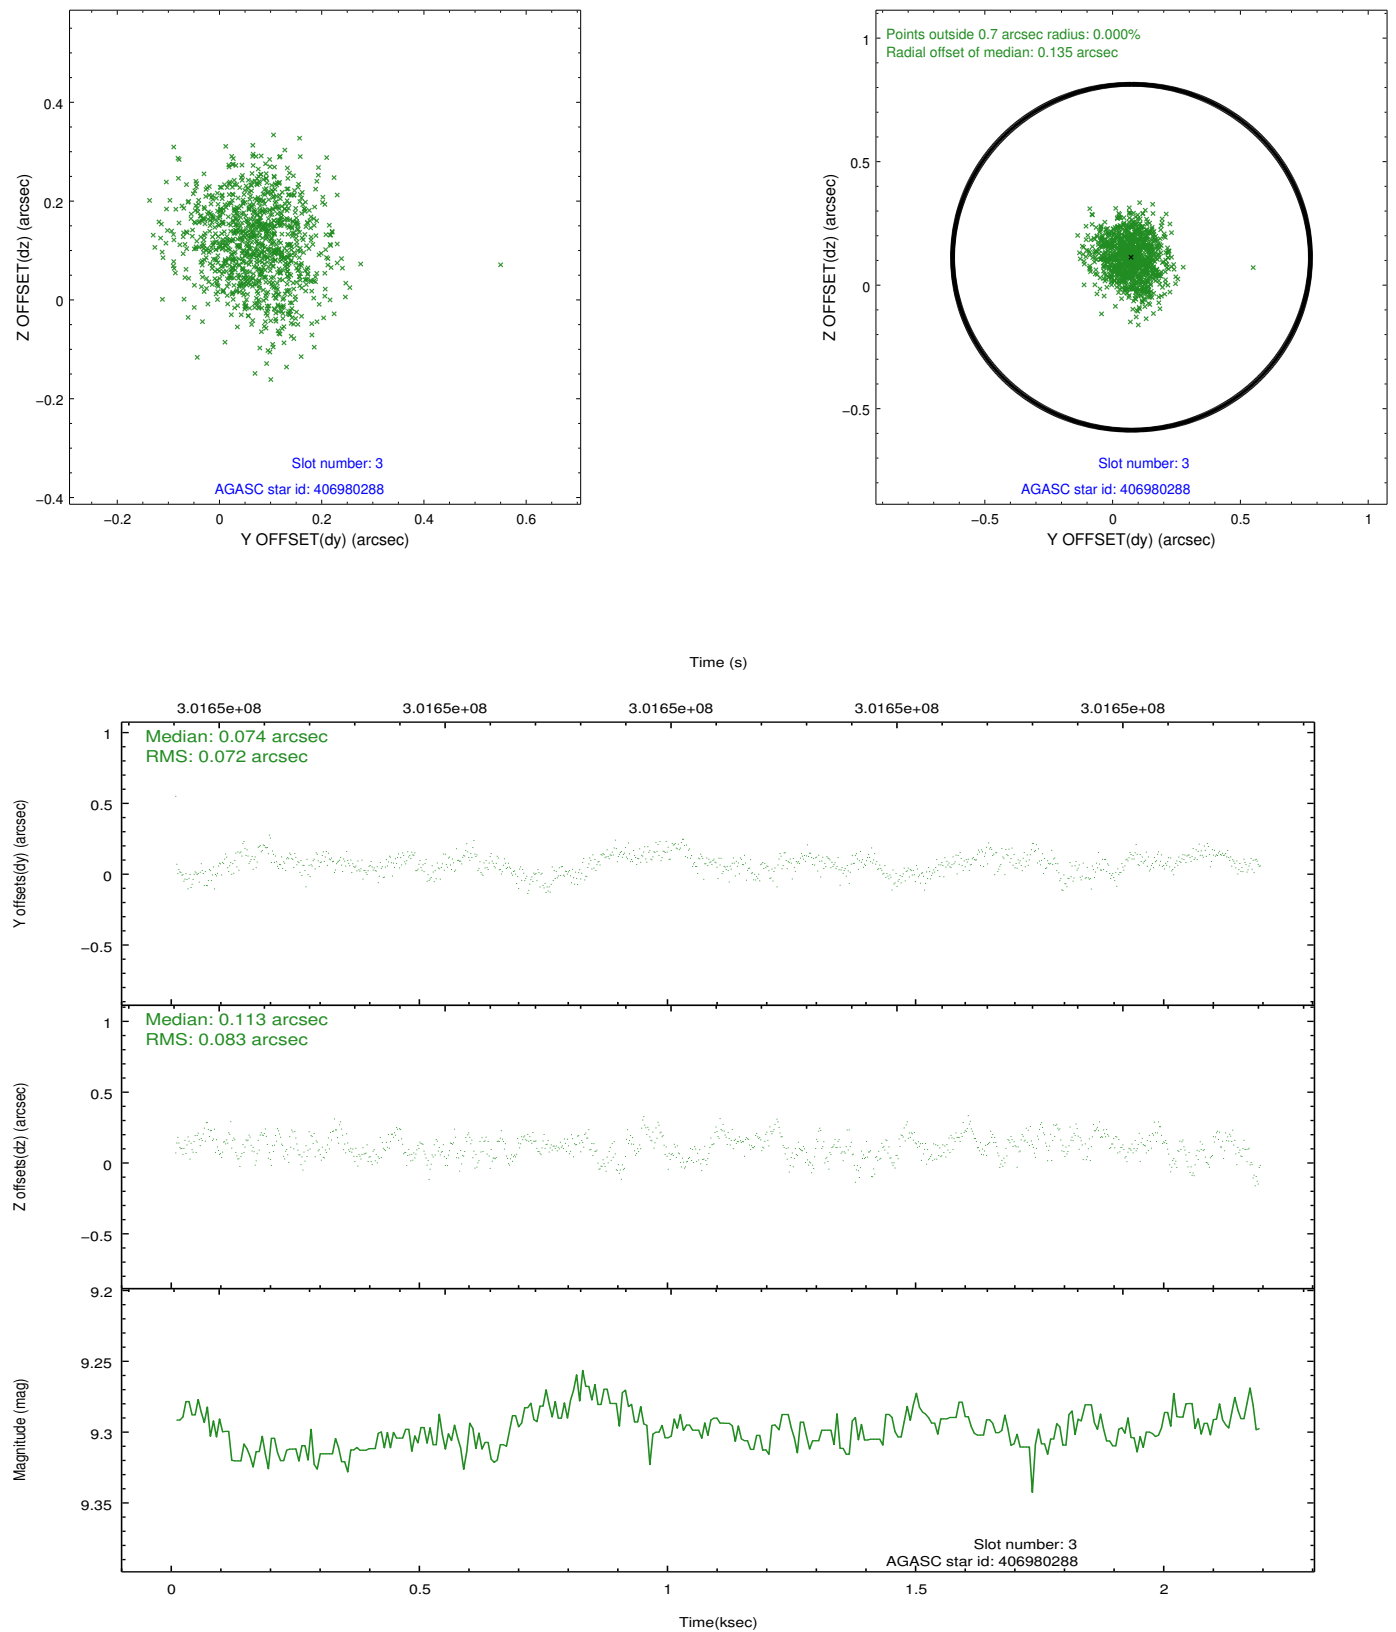 0.4
0.2
0
−0.2
−0.4
Z OFFSET(dz) (arcsec)
Slot number: 3
AGASC star id: 406980288
−0.2
0
0.2
0.4
0.6
Y OFFSET(dy) (arcsec)
Points outside 0.7 arcsec radius: 0.000%
Radial offset of median: 0.135 arcsec
1
0.5
0
−0.5
Z OFFSET(dz) (arcsec)
Slot number: 3
AGASC star id: 406980288
−0.5
0
0.5
1
Y OFFSET(dy) (arcsec)
Time (s)
3.0165e+08
3.0165e+08
3.0165e+08
3.0165e+08
3.0165e+08
Median: 0.074 arcsec
RMS: 0.072 arcsec
1
0.5
0
−0.5
Y offsets(dy) (arcsec)
Median: 0.113 arcsec
RMS: 0.083 arcsec
1
0.5
0
−0.5
Z offsets(dz) (arcsec)
9.2
9.25
9.3
9.35
Magnitude (mag)
Slot number: 3
AGASC star id: 406980288
0
0.5
1
1.5
2
Time(ksec)